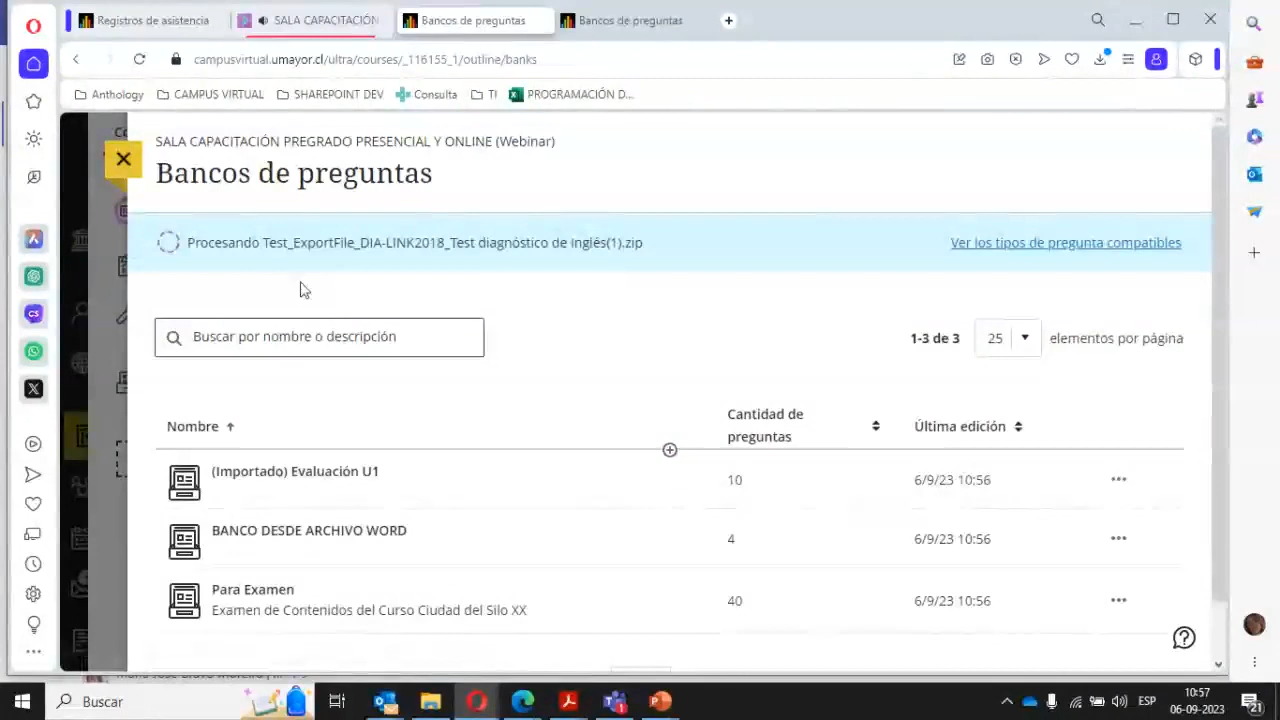 Registros de asistencia
SALA CAPACITACIÓN
Bancos de preguntas
Bancos de preguntas
campusvirtual.umayor.cl/ultra/courses/_116155_1/outline/banks
Anthology
CAMPUS VIRTUAL
SHAREPOINT DEV
Consulta
TI
PROGRAMACIÓN D...
SALA CAPACITACIÓN PREGRADO PRESENCIAL Y ONLINE (Webinar)
Bancos de preguntas
Procesando Test_ExportFile_DIA-LINK2018_Test diagnóstico de inglés(1).zip
Ver los tipos de pregunta compatibles
Buscar por nombre o descripción
1-3 de 3
25
elementos por página
Nombre
Cantidad de
preguntas
Última edición
(Importado) Evaluación U1
10
6/9/23 10:56
BANCO DESDE ARCHIVO WORD
4
6/9/23 10:56
Para Examen
Examen de Contenidos del Curso Ciudad del Silo XX
40
6/9/23 10:56
Buscar
ESP
10:57
06-09-2023
21